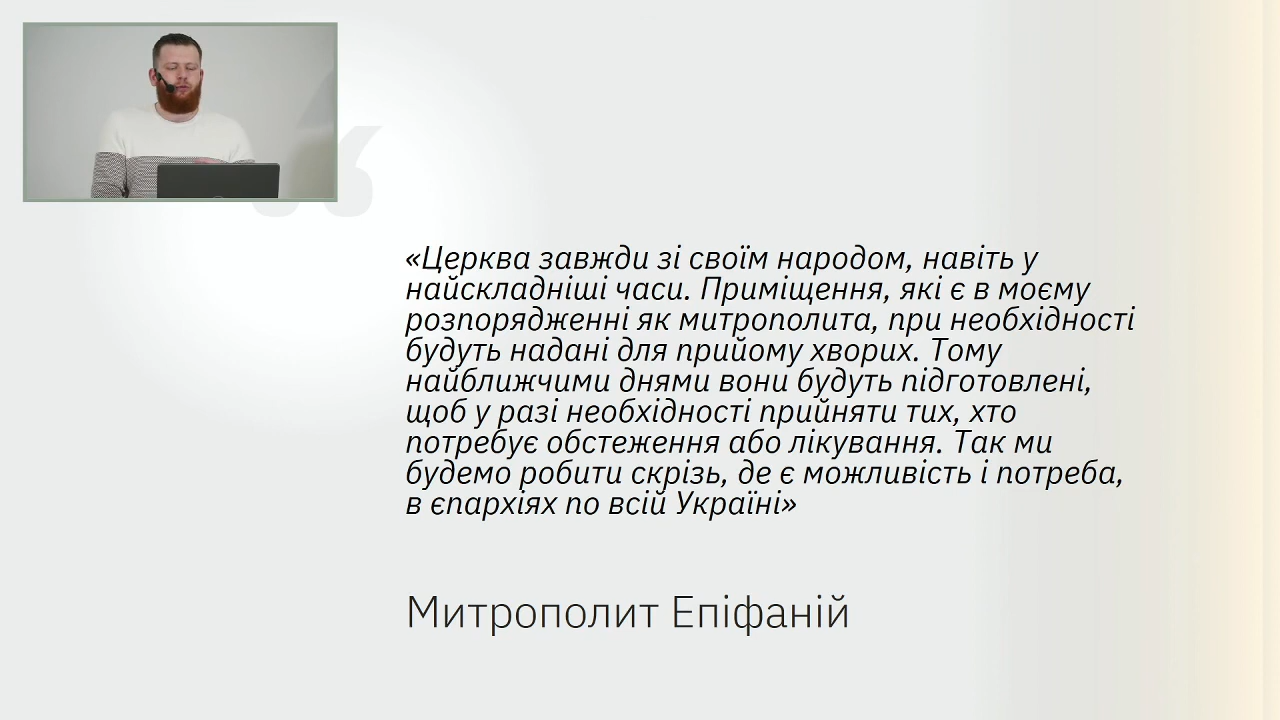 «Церква завжди зі своїм народом, навіть у
найскладніші часи. Приміщення, які є в моєму
розпорядженні як митрополита, при необхідності
будуть надані для прийому хворих. Тому
найближчими днями вони будуть підготовлені,
щоб у разі необхідності прийняти тих, хто
потребує обстеження або лікування. Так ми
будемо робити скрізь, де є можливість і потреба,
в єпархіях по всій Україні»
Митрополит Епіфаній